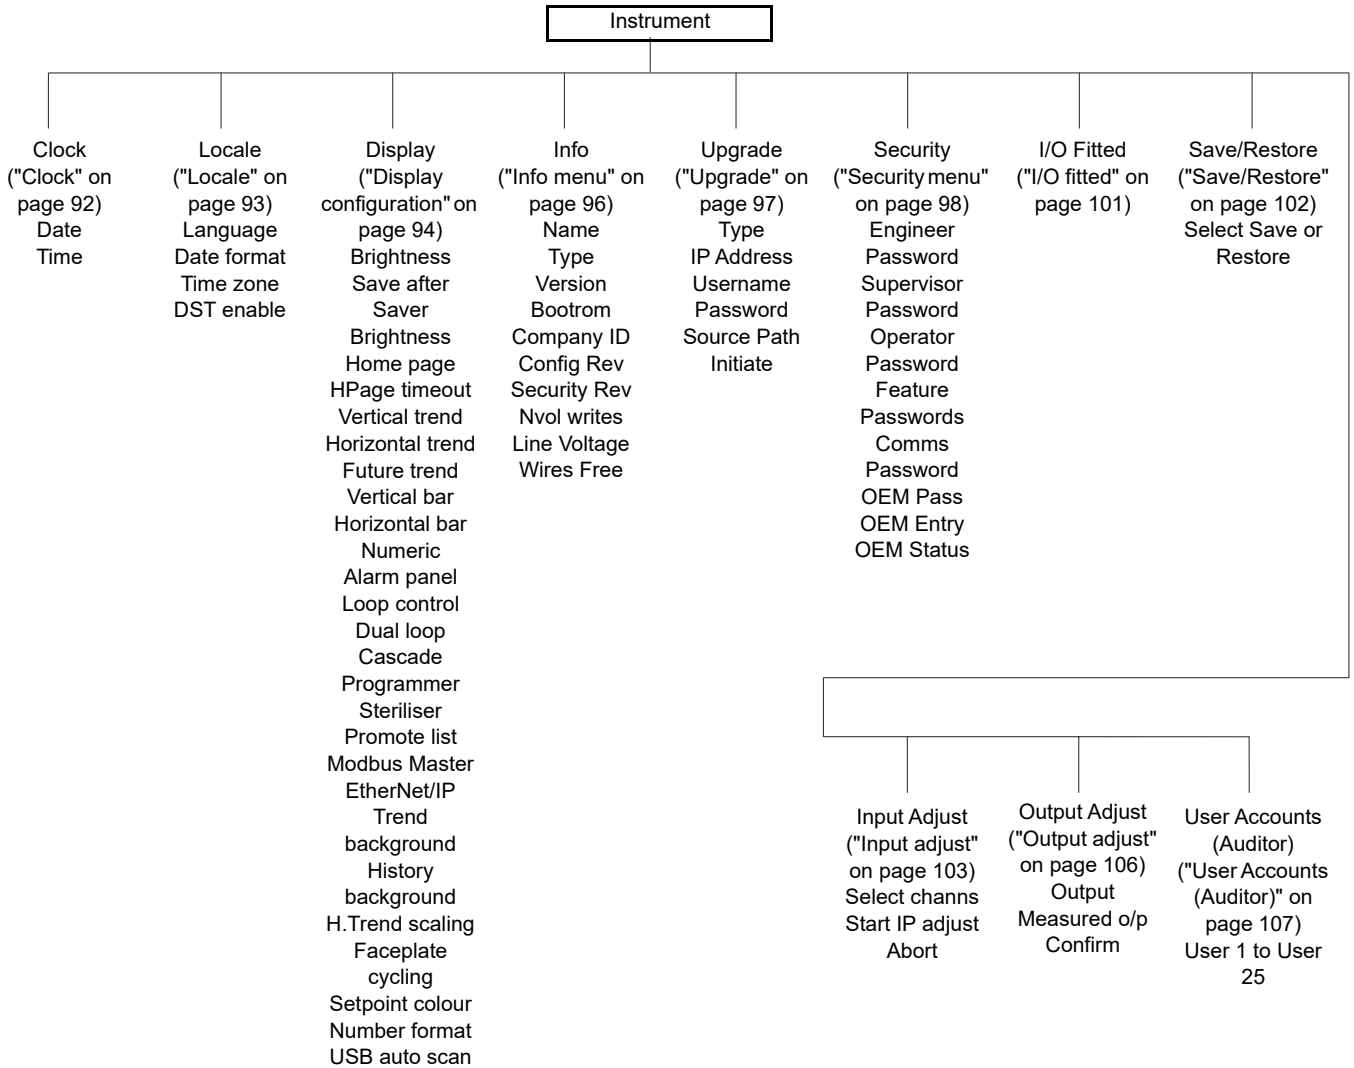 Instrument
Clock
("Clock" on
page 92)
Date
Time
Locale
("Locale" on
page 93)
Language
Date format
Time zone
DST enable
Display
("Display
configuration" on
page 94)
Brightness
Save after
Saver
Brightness
Home page
HPage timeout
Vertical trend
Horizontal trend
Future trend
Vertical bar
Horizontal bar
Numeric
Alarm panel
Loop control
Dual loop
Cascade
Programmer
Steriliser
Promote list
Modbus Master
EtherNet/IP
Trend
background
History
background
H.Trend scaling
Faceplate
cycling
Setpoint colour
Number format
USB auto scan
Info
("Info menu" on
page 96)
Name
Type
Version
Bootrom
Company ID
Config Rev
Security Rev
Nvol writes
Line Voltage
Wires Free
Upgrade
("Upgrade" on
page 97)
Type
IP Address
Username
Password
Source Path
Initiate
Security
("Security menu"
on page 98)
Engineer
Password
Supervisor
Password
Operator
Password
Feature
Passwords
Comms
Password
OEM Pass
OEM Entry
OEM Status
I/O Fitted
("I/O fitted" on
page 101)
Save/Restore
("Save/Restore"
on page 102)
Select Save or
Restore
Input Adjust
("Input adjust"
on page 103)
Select channs
Start IP adjust
Abort
Output Adjust
("Output adjust"
on page 106)
Output
Measured o/p
Confirm
User Accounts
(Auditor)
("User Accounts
(Auditor)" on
page 107)
User 1 to User
25